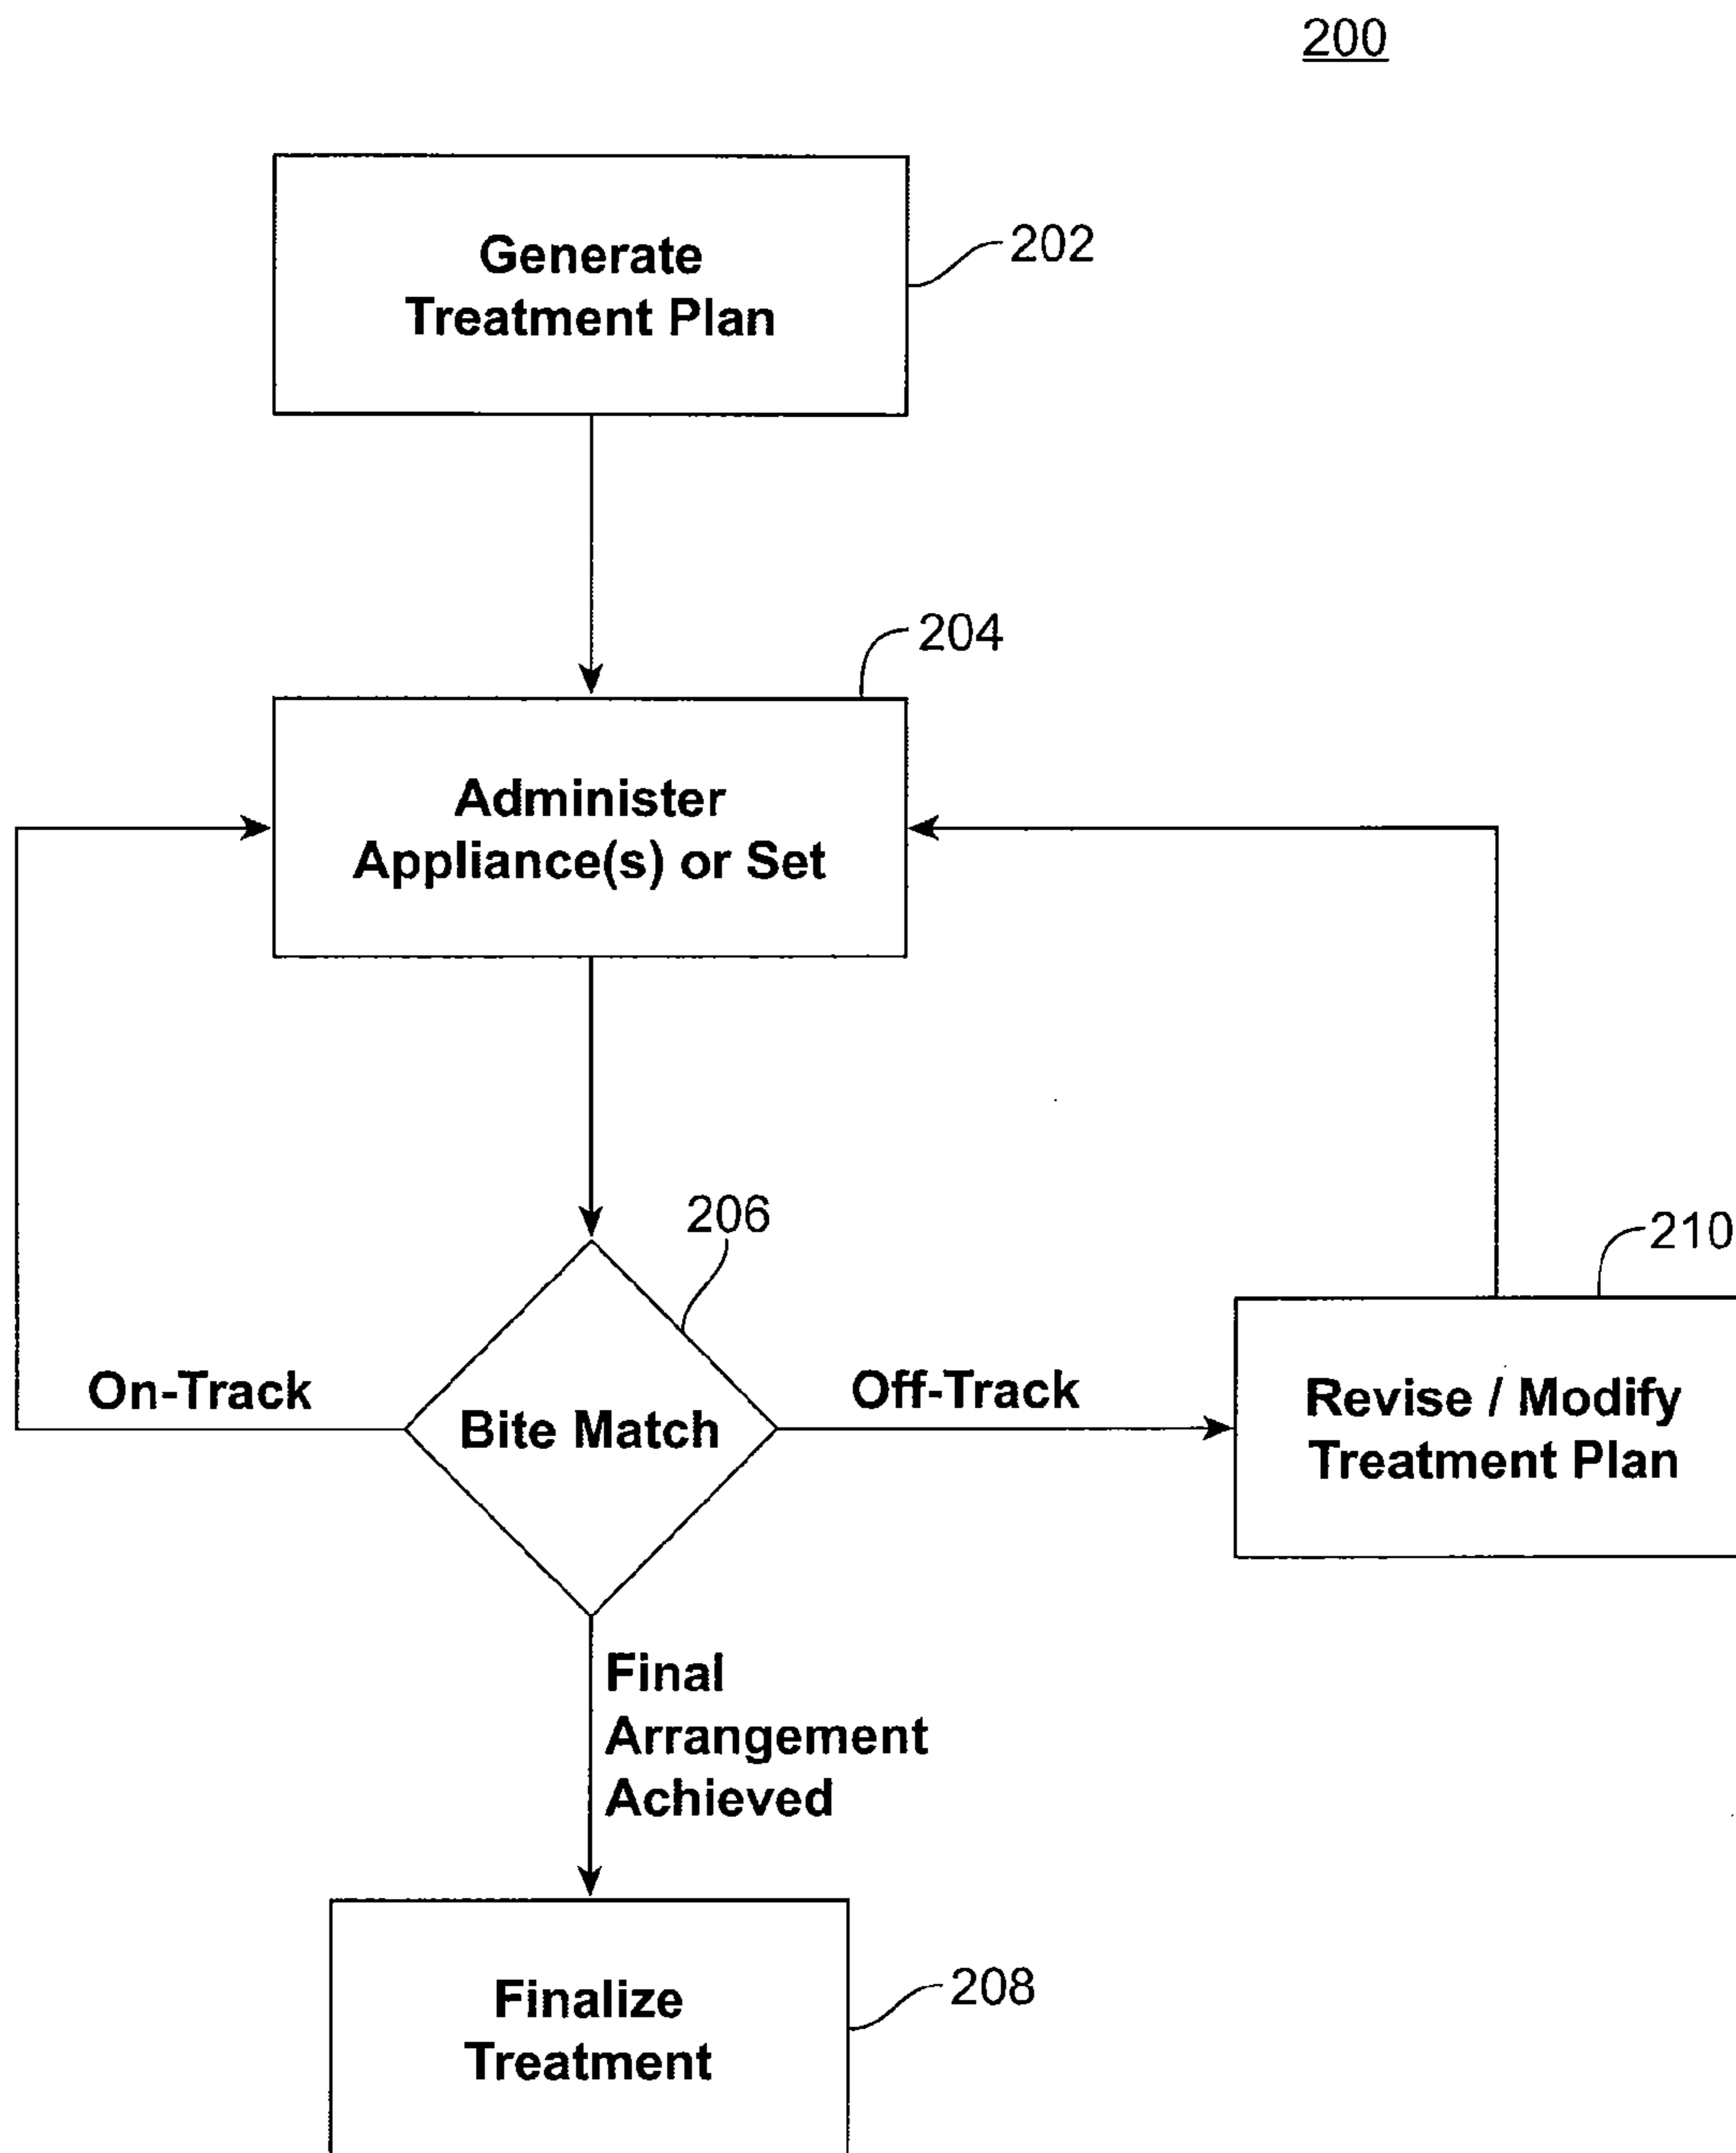 200
Generate
Treatment Plan
202
204
Administer
Appliance(s) or Set
206
210
On-Track
Bite Match
Off-Track
Revise / Modify
Treatment Plan
Final
Arrangement
Achieved
Finalize
Treatment
208